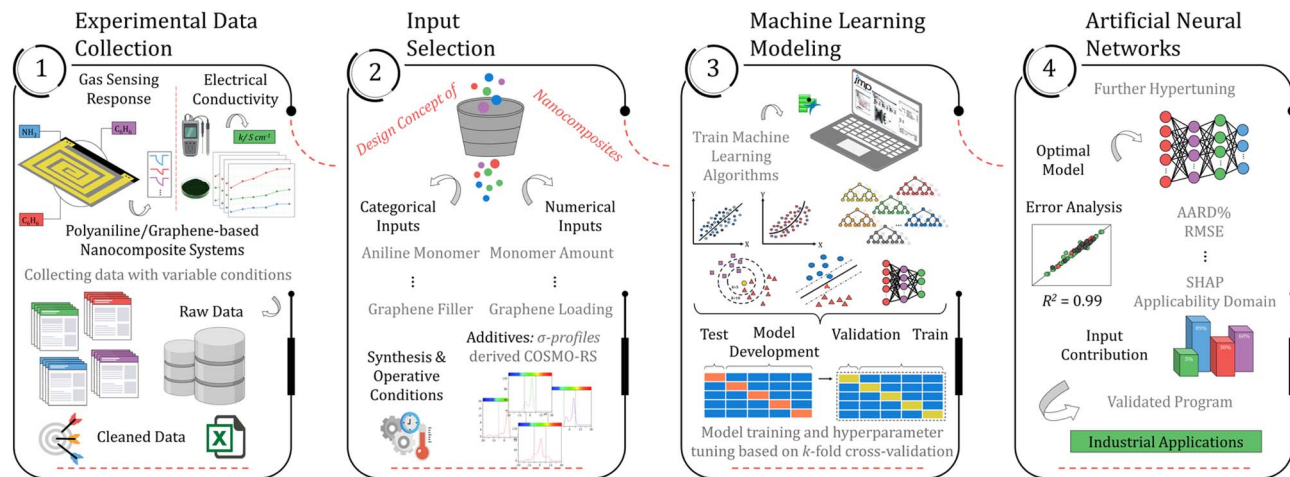 Experimental Data
Collection
1
Gas Sensing
Response
Electrical
Conductivity
NH3
C6H6
k/ S cm-1
C6H6
Polyaniline/Graphene-based
Nanocomposite Systems
Collecting data with variable conditions
Raw Data
Cleaned Data
X
Input
Selection
2
Design Concept of
Nanocomposites
Categorical
Inputs
Numerical
Inputs
Aniline Monomer
Monomer Amount
Graphene Filler
Graphene Loading
Additives: σ-profiles
derived COSMO-RS
Synthesis &
Operative
Conditions
Machine Learning
Modeling
3
jmp
Train Machine
Learning
Algorithms
Y
X
Y
X
Test
Model
Development
Validation
Train
Model training and hyperparameter
tuning based on k-fold cross-validation
Artificial Neural
Networks
4
Further Hypertuning
Optimal
Model
Error Analysis
AARD%
RMSE
SHAP
Applicability Domain
R² = 0.99
Input
Contribution
Validated Program
Industrial Applications